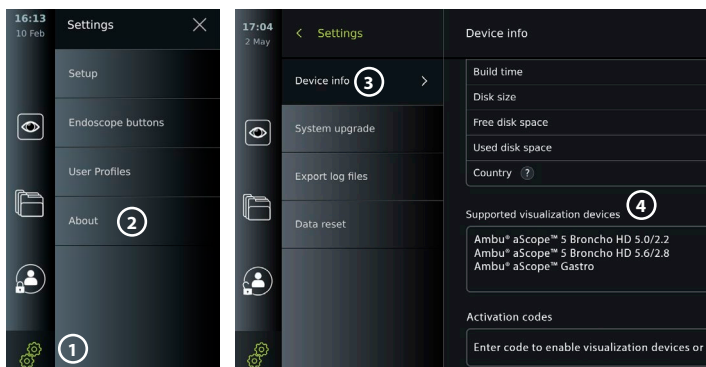 16:13
10 Feb
Settings
Setup
Endoscope buttons
User Profiles
About
2
1
17:04
2 May
Settings
Device info
3
System upgrade
Export log files
Data reset
Device info
Build time
Disk size
Free disk space
Used disk space
Country ?
Supported visualization devices
4
Ambu® aScope™ 5 Broncho HD 5.0/2.2
Ambu® aScope™ 5 Broncho HD 5.6/2.8
Ambu® aScope™ Gastro
Activation codes
Enter code to enable visualization devices or